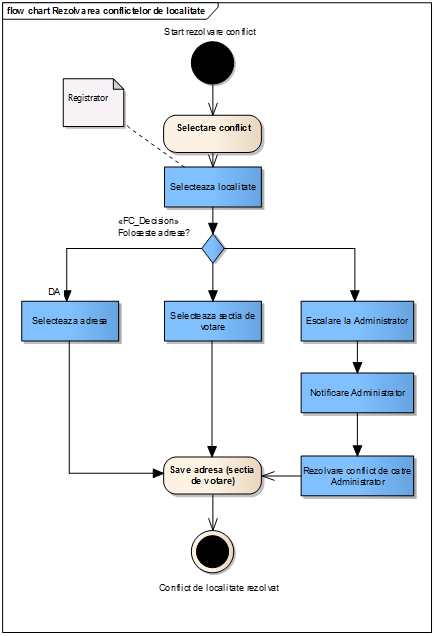 flow chart Rezolvarea conflictelor de localitate
Start rezolvare conflict
Registrator
Selectare conflict
Selecteaza localitate
«FC_Decision»
Foloseste adrese?
DA
Selecteaza adresa
Selecteaza sectia de
votare
Escalare la Administrator
Notificare Administrator
Save adresa (sectia
de votare)
Rezolvare conflict de catre
Administrator
Conflict de localitate rezolvat